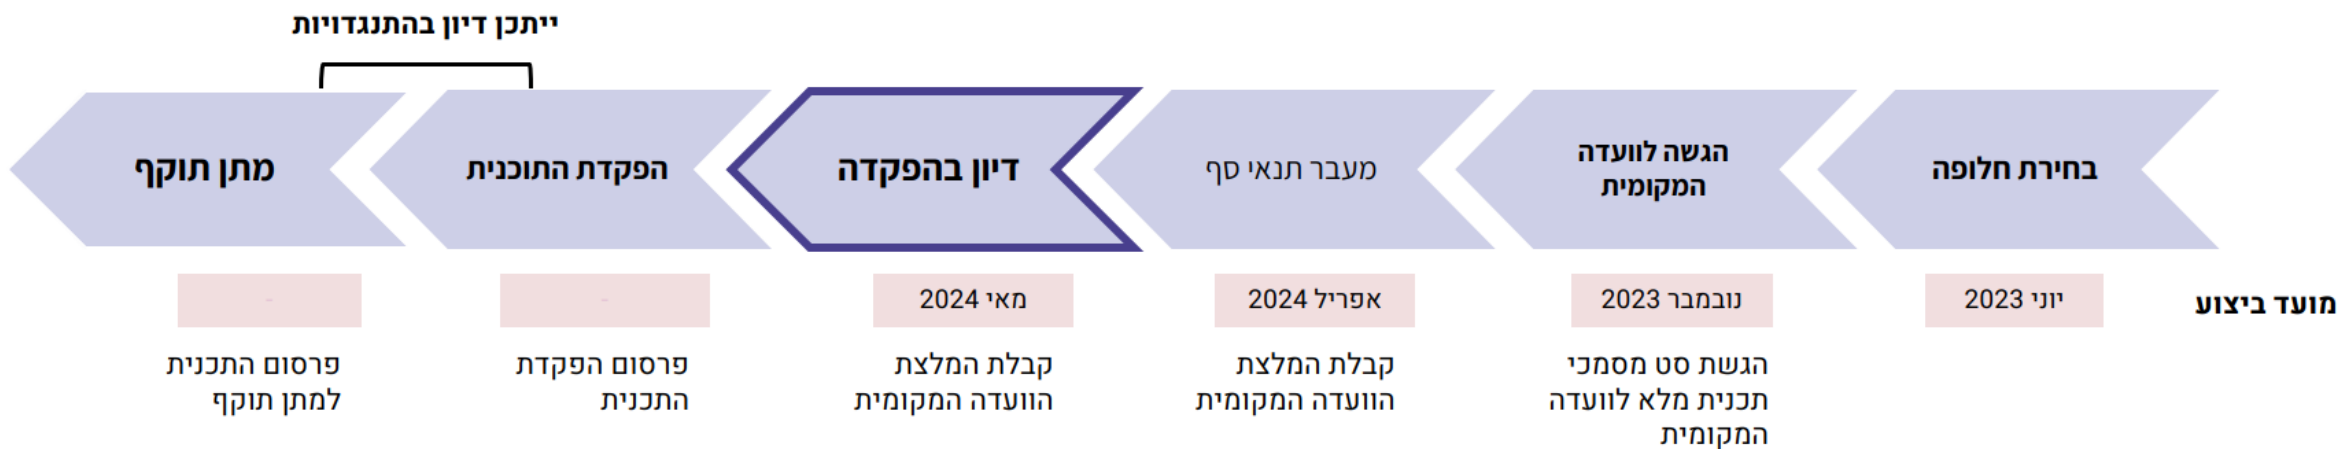 ייתכן דיון בהתנגדויות
בחירת חלופה
הגשה לוועדה
המקומית
מעבר תנאי סף
דיון בהפקדה
הפקדת התוכנית
מתן תוקף
מועד ביצוע
יוני 2023
נובמבר 2023
אפריל 2024
מאי 2024
-
-
הגשת סט מסמכי
תכנית מלא לוועדה
המקומית
קבלת המלצת
הוועדה המקומית
קבלת המלצת
הוועדה המקומית
פרסום הפקדת
התכנית
פרסום התכנית
למתן תוקף